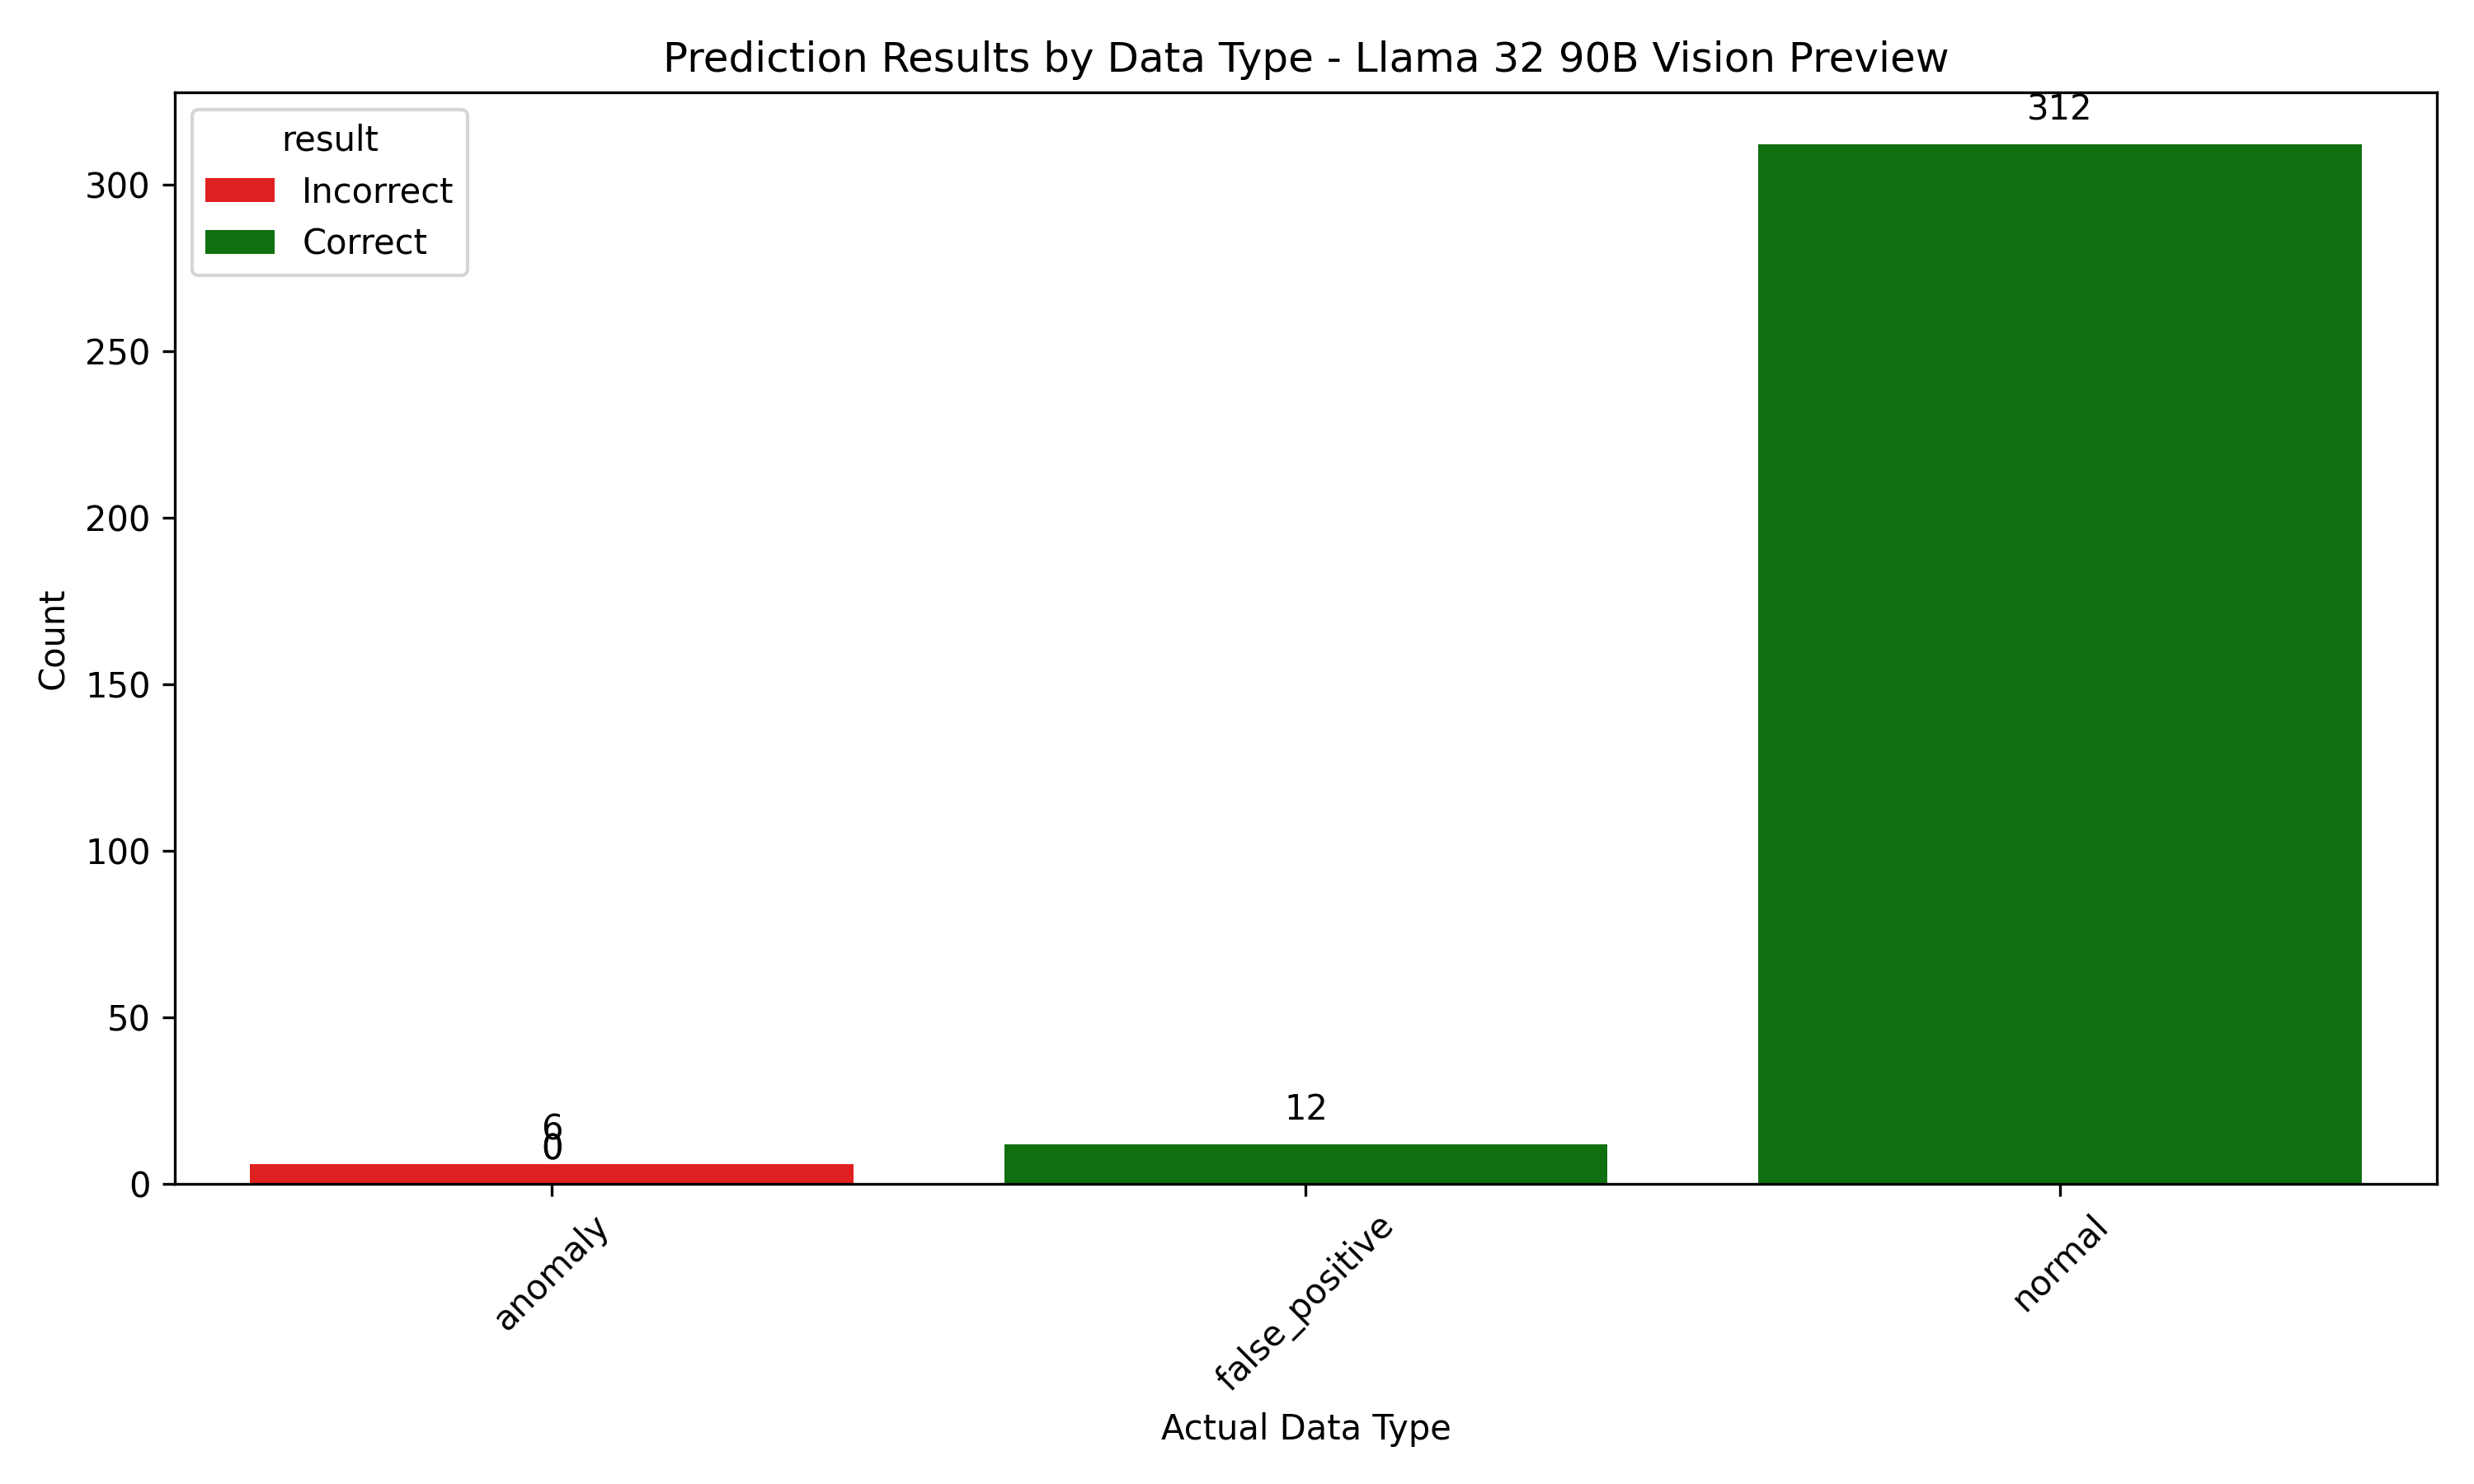 Prediction Results by Data Type - Llama 32 90B Vision Preview
result
Incorrect
Correct
312
300
250
200
150
100
50
0
Count
6
0
12
anomaly
false_positive
normal
Actual Data Type